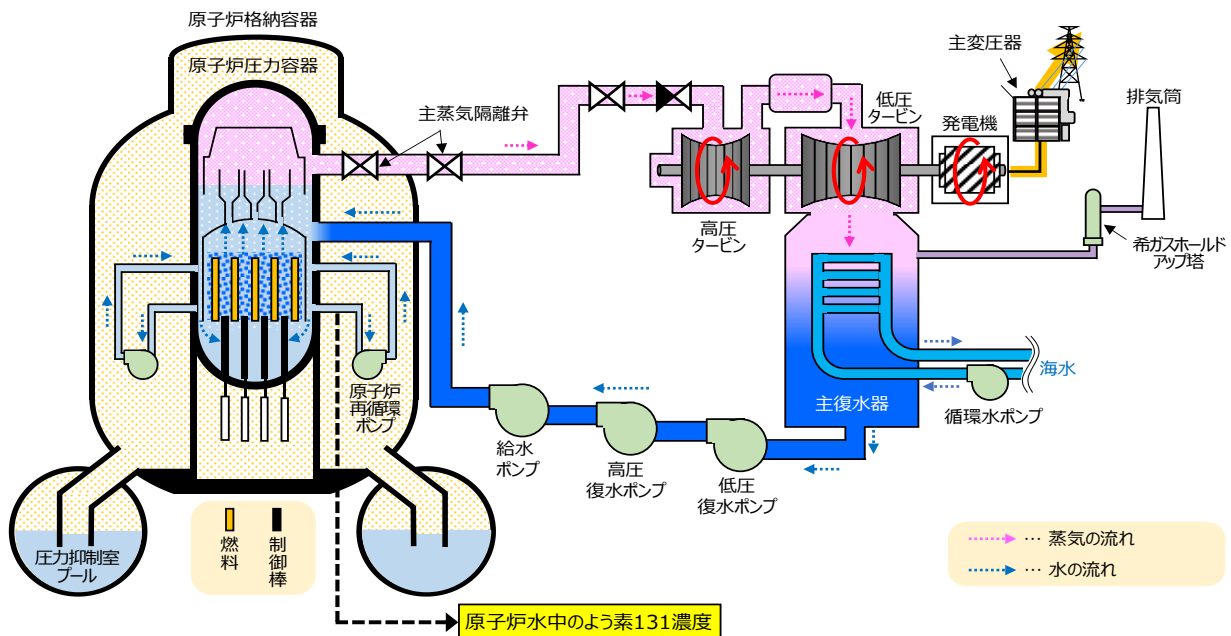 原子炉格納容器
原子炉圧力容器
主蒸気隔離弁
主変圧器
低圧
タービン
発電機
排気筒
高圧
タービン
希ガスホールド
アップ塔
海水
循環水ポンプ
主復水器
原子炉
再循環
ポンプ
給水
ポンプ
高圧
復水ポンプ
低圧
復水ポンプ
圧力抑制室
プール
燃料
制御棒
… 蒸気の流れ
… 水の流れ
原子炉水中のよう素131濃度